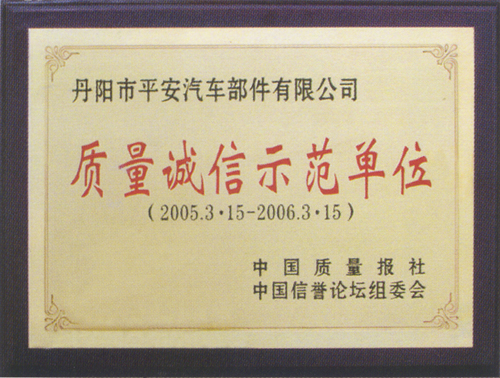 丹阳市平安汽车部件有限公司
质量诚信示范单位
(2005.3·15-2006.3·15)
中国质量报社
中国信誉论坛组委会